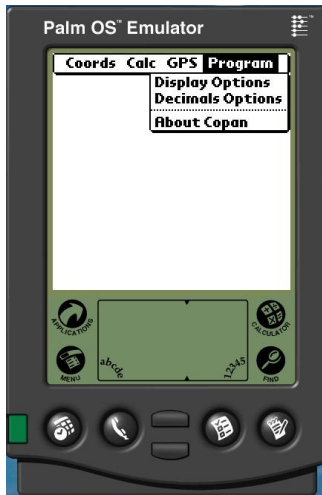 Palm OS™ Emulator
Coords Calc GPS Program
Display Options
Decimals Options
About Copan
APPLICATIONS
CALCULATOR
MENU
abcde
12345
FIND